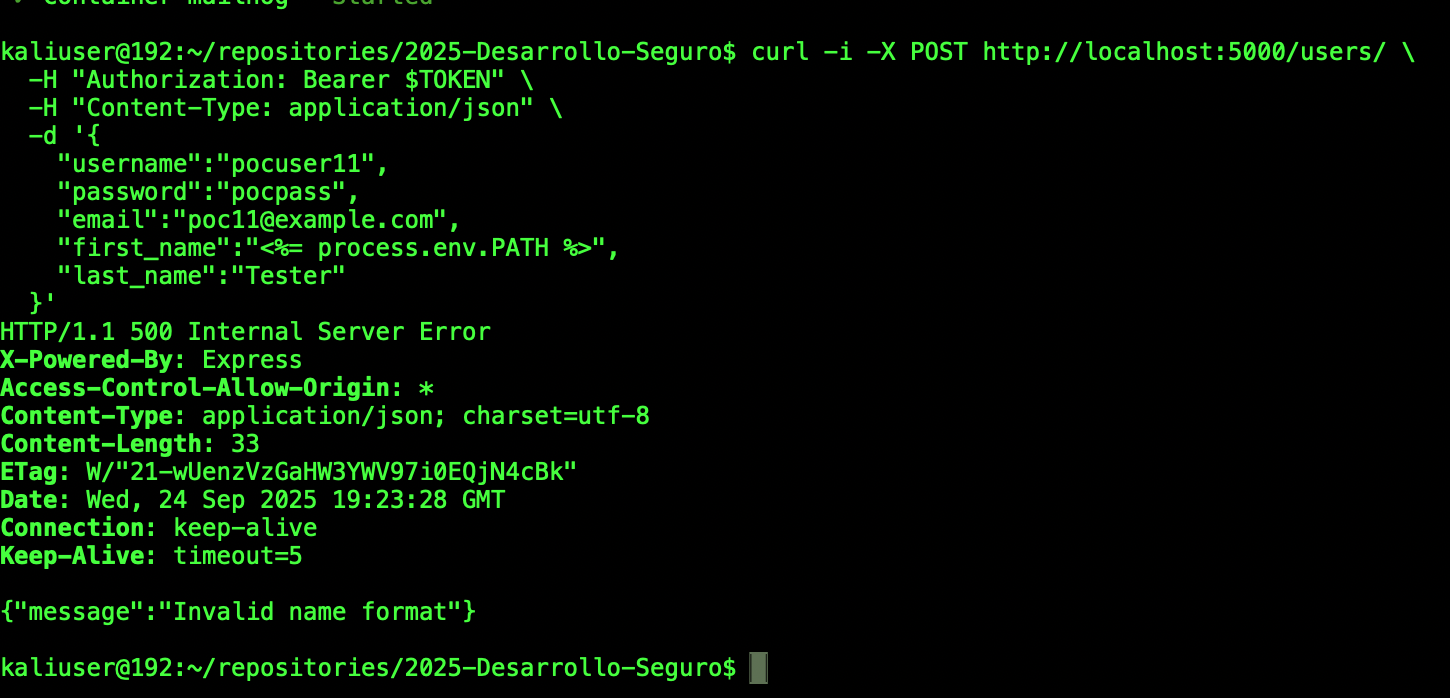 kaliuser@192:~/repositories/2025-Desarrollo-Seguro$ curl -i -X POST http://localhost:5000/users/ \
  -H "Authorization: Bearer $TOKEN" \
  -H "Content-Type: application/json" \
  -d '{
    "username":"pocuser11",
    "password":"pocpass",
    "email":"poc11@example.com",
    "first_name":"<%= process.env.PATH %>",
    "last_name":"Tester"
  }'
HTTP/1.1 500 Internal Server Error
X-Powered-By: Express
Access-Control-Allow-Origin: *
Content-Type: application/json; charset=utf-8
Content-Length: 33
ETag: W/"21-wUenzVzGaHW3YWV97i0EQjN4cBk"
Date: Wed, 24 Sep 2025 19:23:28 GMT
Connection: keep-alive
Keep-Alive: timeout=5

{"message":"Invalid name format"}

kaliuser@192:~/repositories/2025-Desarrollo-Seguro$